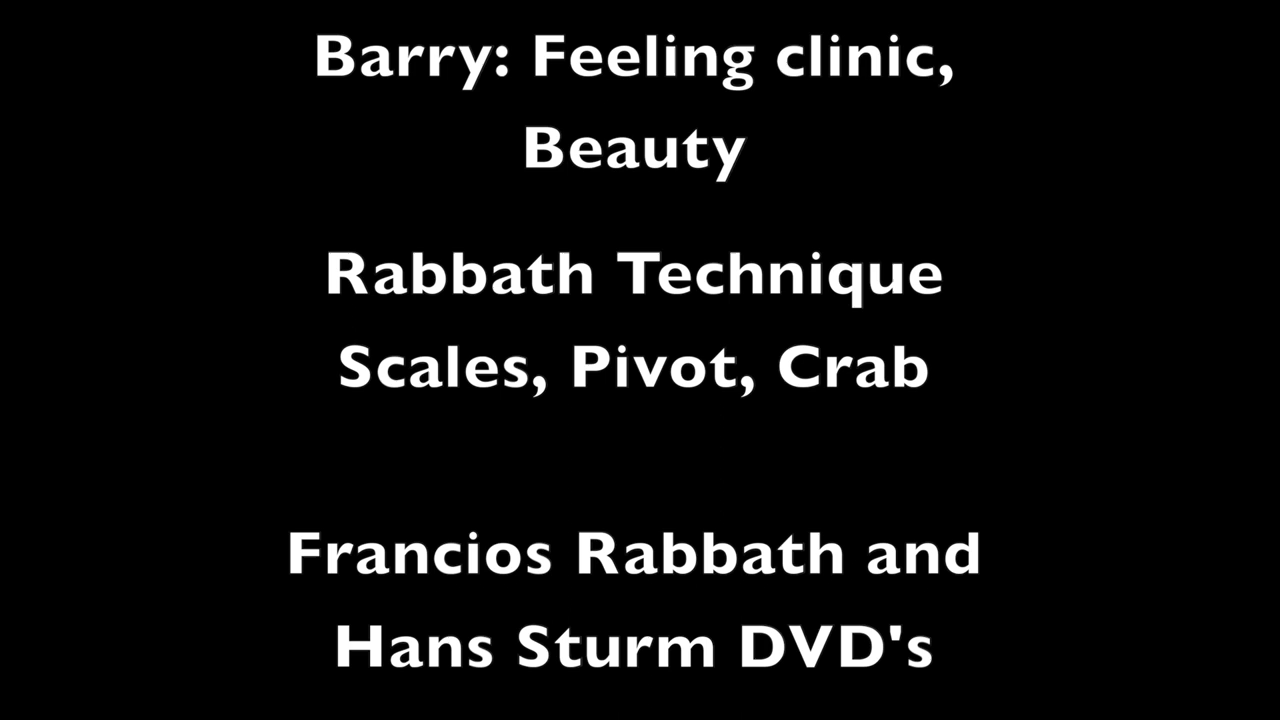 Barry: Feeling clinic,
Beauty
Rabbath Technique
Scales, Pivot, Crab
Francios Rabbath and
Hans Sturm DVD's